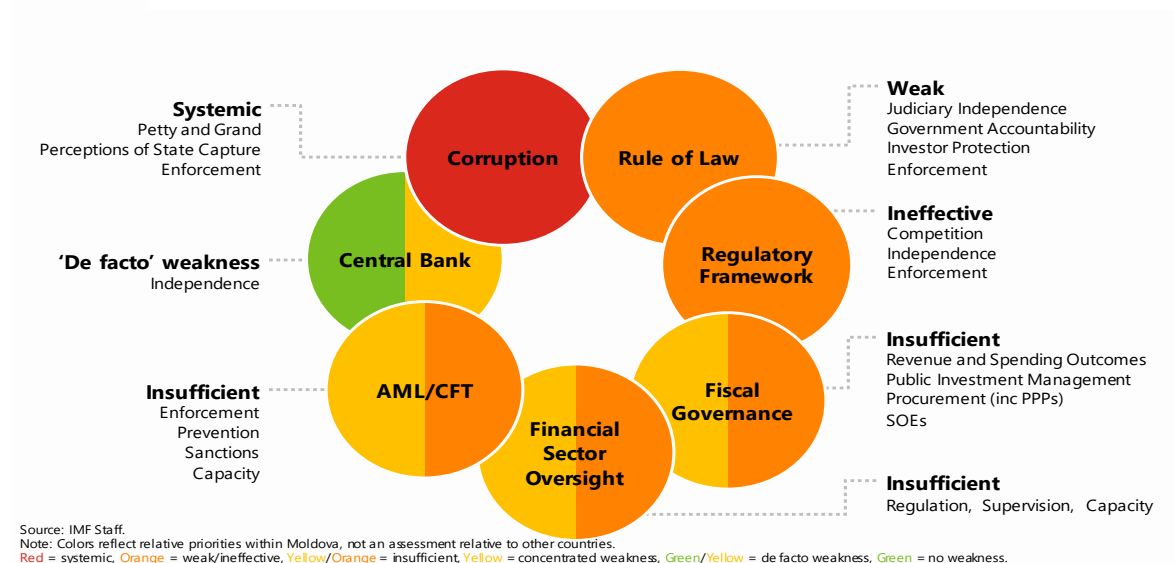 Systemic
Petty and Grand
Perceptions of State Capture
Enforcement
Corruption
Rule of Law
Weak
Judiciary Independence
Government Accountability
Investor Protection
Enforcement
‘De facto’ weakness
Independence
Central Bank
Regulatory
Framework
Ineffective
Competition
Independence
Enforcement
Insufficient
Enforcement
Prevention
Sanctions
Capacity
AML/CFT
Financial
Sector
Oversight
Fiscal
Governance
Insufficient
Revenue and Spending Outcomes
Public Investment Management
Procurement (inc PPPs)
SOEs
Insufficient
Regulation, Supervision, Capacity
Source: IMF Staff.
Note: Colors reflect relative priorities within Moldova, not an assessment relative to other countries.
Red = systemic, Orange = weak/ineffective, Yellow/Orange = insufficient, Yellow = concentrated weakness, Green/Yellow = de facto weakness, Green = no weakness.